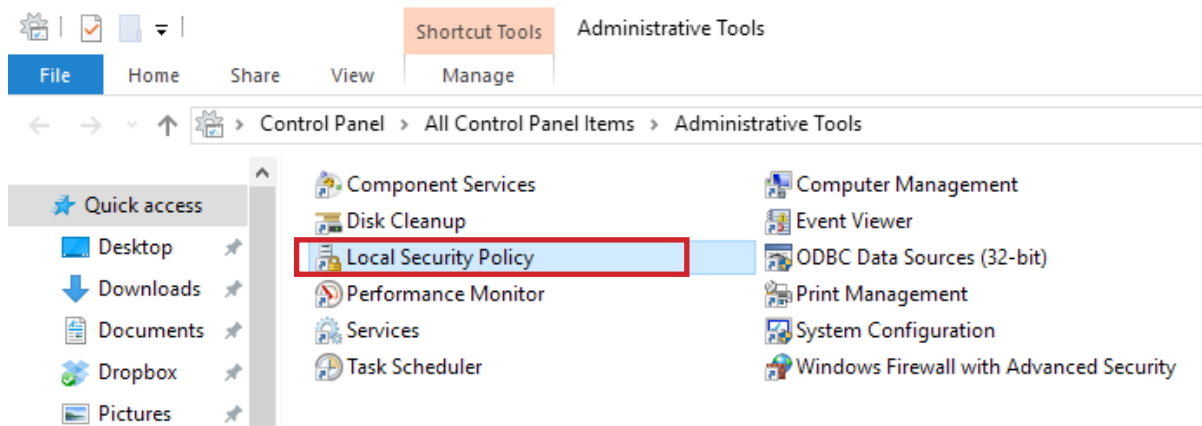 Shortcut Tools Administrative Tools
File Home Share View Manage
Control Panel > All Control Panel Items > Administrative Tools
Quick access
Desktop
Downloads
Documents
Dropbox
Pictures
Component Services
Disk Cleanup
Local Security Policy
Performance Monitor
Services
Task Scheduler
Computer Management
Event Viewer
ODBC Data Sources (32-bit)
Print Management
System Configuration
Windows Firewall with Advanced Security